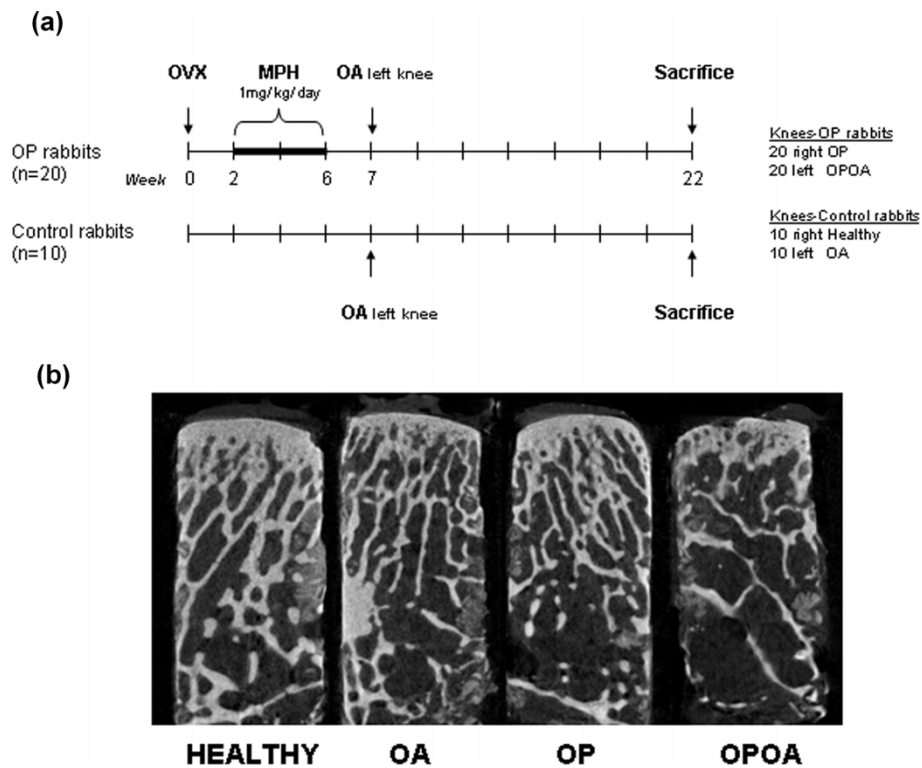 (a)
OVX MPH OA left knee Sacrifice
1mg/kg/day
OP rabbits
(n=20)
Week 0 2 6 7 22
Knees-OP rabbits
20 right OP
20 left OPOA
Control rabbits
(n=10)
Knees-Control rabbits
10 right Healthy
10 left OA
OA left knee Sacrifice
(b)
HEALTHY OA OP OPOA